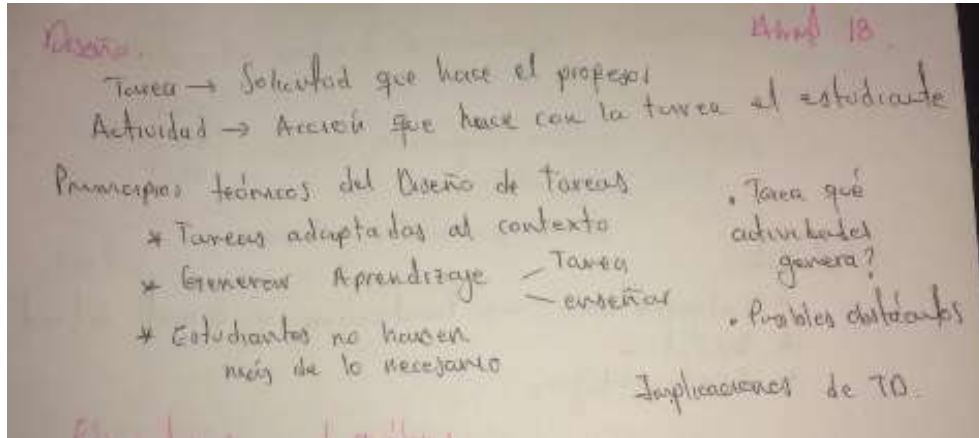 Diseño. Abril 18
Tarea → Solicitud que hace el profesor
Actividad → Acción que hace con la tarea el estudiante
Principios teóricos del Diseño de Tareas
* Tareas adaptadas al contexto
* Generar Aprendizaje – Tarea
– enseñar
* Estudiantes no hacen
más de lo necesario
. Tarea qué
actividades
genera?
. Posibles obstáculos
Implicaciones de TD.